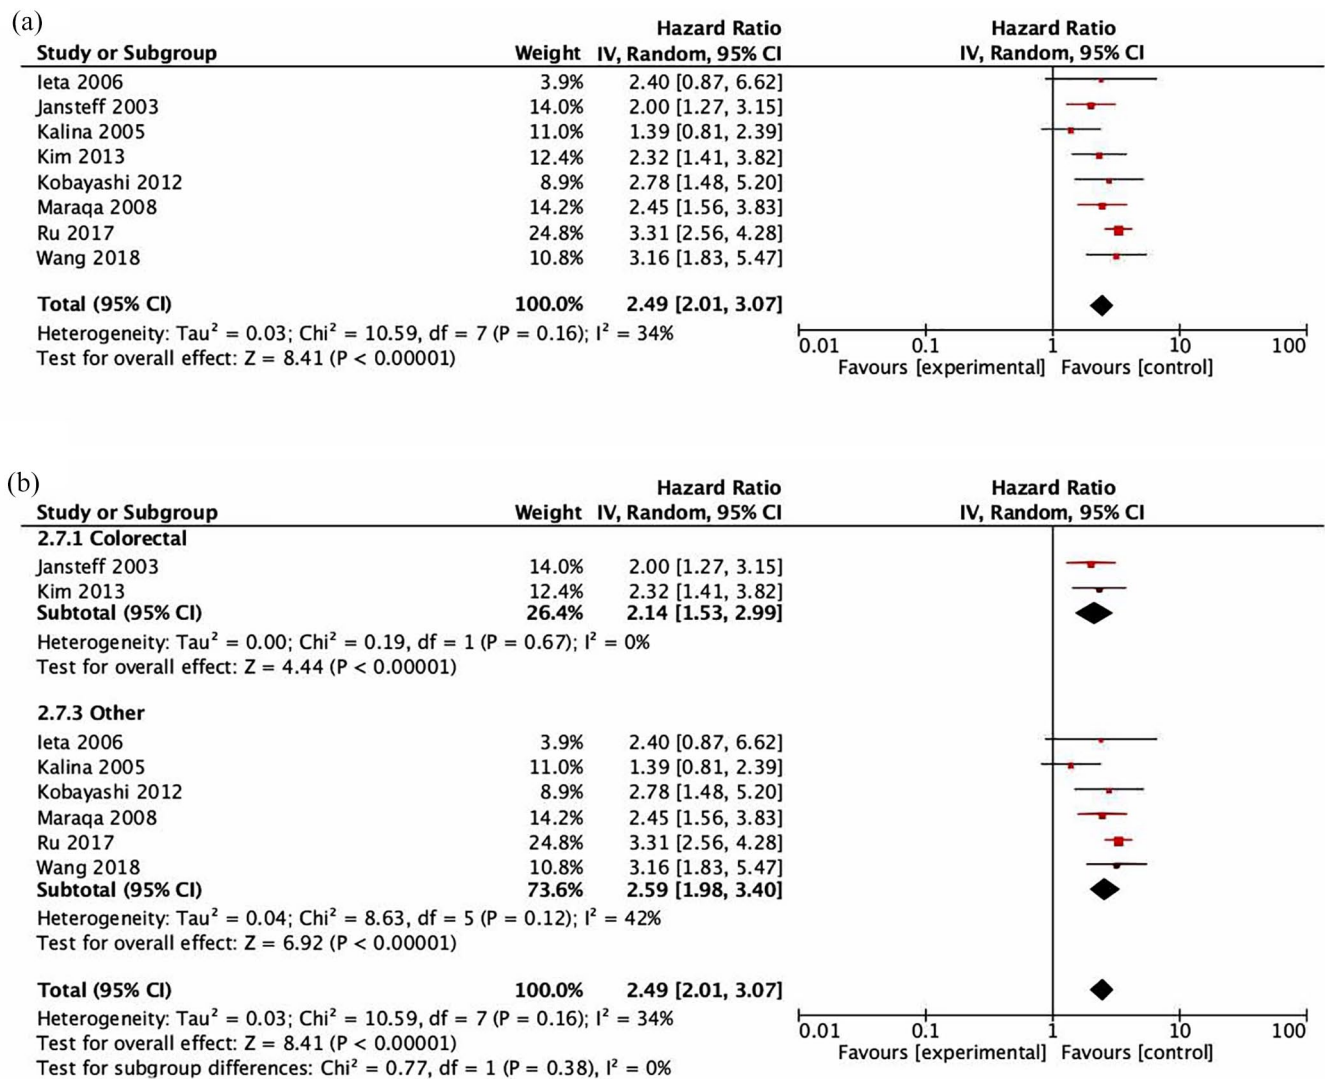 (a)
Hazard Ratio Hazard Ratio
Study or Subgroup Weight IV, Random, 95% CI IV, Random, 95% CI
Ieta 2006 3.9% 2.40 [0.87, 6.62]
Jansteff 2003 14.0% 2.00 [1.27, 3.15]
Kalina 2005 11.0% 1.39 [0.81, 2.39]
Kim 2013 12.4% 2.32 [1.41, 3.82]
Kobayashi 2012 8.9% 2.78 [1.48, 5.20]
Maraqa 2008 14.2% 2.45 [1.56, 3.83]
Ru 2017 24.8% 3.31 [2.56, 4.28]
Wang 2018 10.8% 3.16 [1.83, 5.47]
Total (95% CI) 100.0% 2.49 [2.01, 3.07]
Heterogeneity: Tau² = 0.03; Chi² = 10.59, df = 7 (P = 0.16); I² = 34%
Test for overall effect: Z = 8.41 (P < 0.00001)
0.01 0.1 1 10 100
Favours [experimental] Favours [control]
(b)
Hazard Ratio Hazard Ratio
Study or Subgroup Weight IV, Random, 95% CI IV, Random, 95% CI
2.7.1 Colorectal
Jansteff 2003 14.0% 2.00 [1.27, 3.15]
Kim 2013 12.4% 2.32 [1.41, 3.82]
Subtotal (95% CI) 26.4% 2.14 [1.53, 2.99]
Heterogeneity: Tau² = 0.00; Chi² = 0.19, df = 1 (P = 0.67); I² = 0%
Test for overall effect: Z = 4.44 (P < 0.00001)
2.7.3 Other
Ieta 2006 3.9% 2.40 [0.87, 6.62]
Kalina 2005 11.0% 1.39 [0.81, 2.39]
Kobayashi 2012 8.9% 2.78 [1.48, 5.20]
Maraqa 2008 14.2% 2.45 [1.56, 3.83]
Ru 2017 24.8% 3.31 [2.56, 4.28]
Wang 2018 10.8% 3.16 [1.83, 5.47]
Subtotal (95% CI) 73.6% 2.59 [1.98, 3.40]
Heterogeneity: Tau² = 0.04; Chi² = 8.63, df = 5 (P = 0.12); I² = 42%
Test for overall effect: Z = 6.92 (P < 0.00001)
Total (95% CI) 100.0% 2.49 [2.01, 3.07]
Heterogeneity: Tau² = 0.03; Chi² = 10.59, df = 7 (P = 0.16); I² = 34%
Test for overall effect: Z = 8.41 (P < 0.00001)
Test for subgroup differences: Chi² = 0.77, df = 1 (P = 0.38), I² = 0%
0.01 0.1 1 10 100
Favours [experimental] Favours [control]